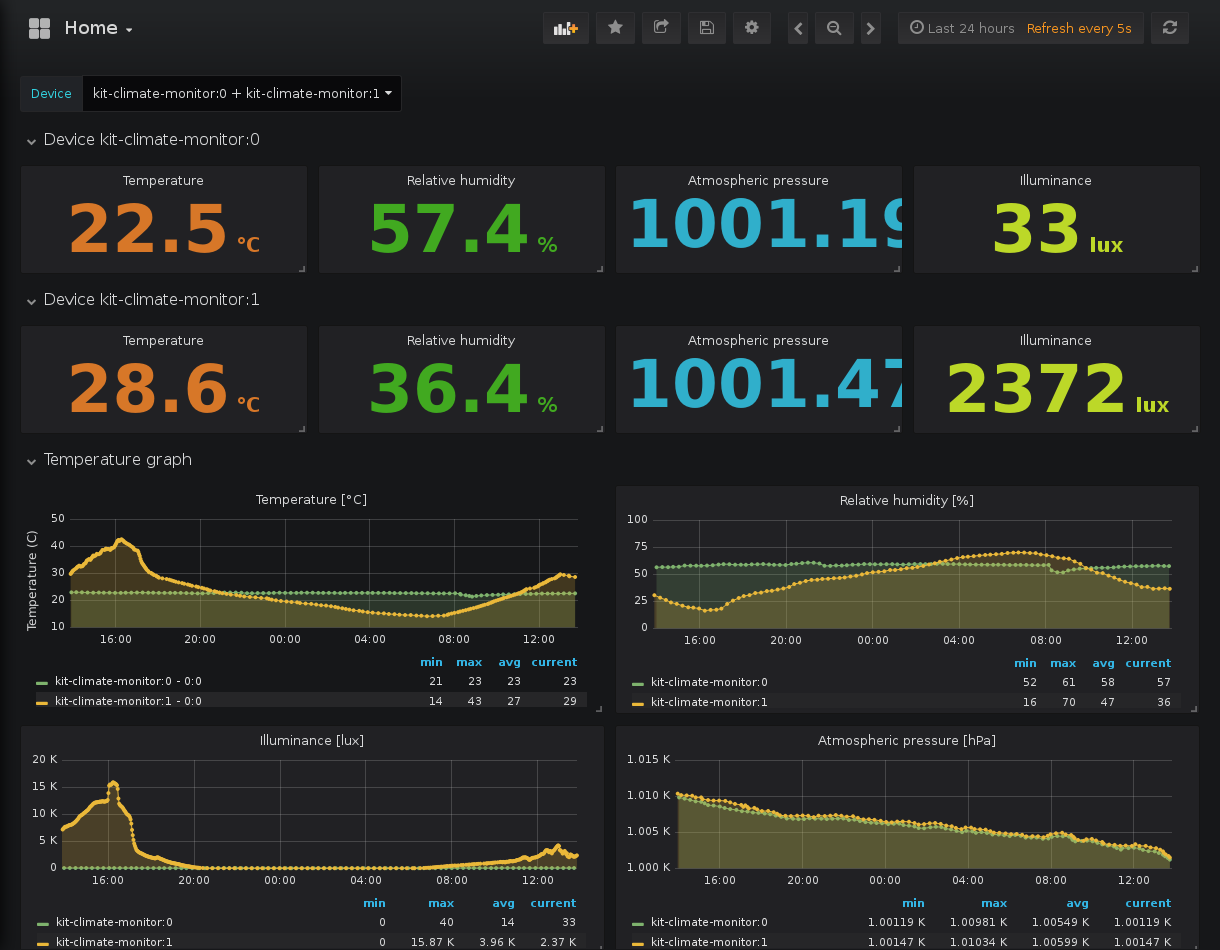 Home
Last 24 hours Refresh every 5s
Device kit-climate-monitor:0 + kit-climate-monitor:1
Device kit-climate-monitor:0
Temperature Relative humidity Atmospheric pressure Illuminance
22.5 °C 57.4 % 1001.19 33 lux
Device kit-climate-monitor:1
Temperature Relative humidity Atmospheric pressure Illuminance
28.6 °C 36.4 % 1001.47 2372 lux
Temperature graph
Temperature [°C]
Temperature (C)
50
40
30
20
10
16:00 20:00 00:00 04:00 08:00 12:00
min max avg current
kit-climate-monitor:0 - 0:0 21 23 23 23
kit-climate-monitor:1 - 0:0 14 43 27 29
Relative humidity [%]
100
75
50
25
0
16:00 20:00 00:00 04:00 08:00 12:00
min max avg current
kit-climate-monitor:0 52 61 58 57
kit-climate-monitor:1 16 70 47 36
Illuminance [lux]
20 K
15 K
10 K
5 K
0
16:00 20:00 00:00 04:00 08:00 12:00
min max avg current
kit-climate-monitor:0 0 40 14 33
kit-climate-monitor:1 0 15.87 K 3.96 K 2.37 K
Atmospheric pressure [hPa]
1.015 K
1.010 K
1.005 K
1.000 K
16:00 20:00 00:00 04:00 08:00 12:00
min max avg current
kit-climate-monitor:0 1.00119 K 1.00981 K 1.00549 K 1.00119 K
kit-climate-monitor:1 1.00147 K 1.01034 K 1.00599 K 1.00147 K